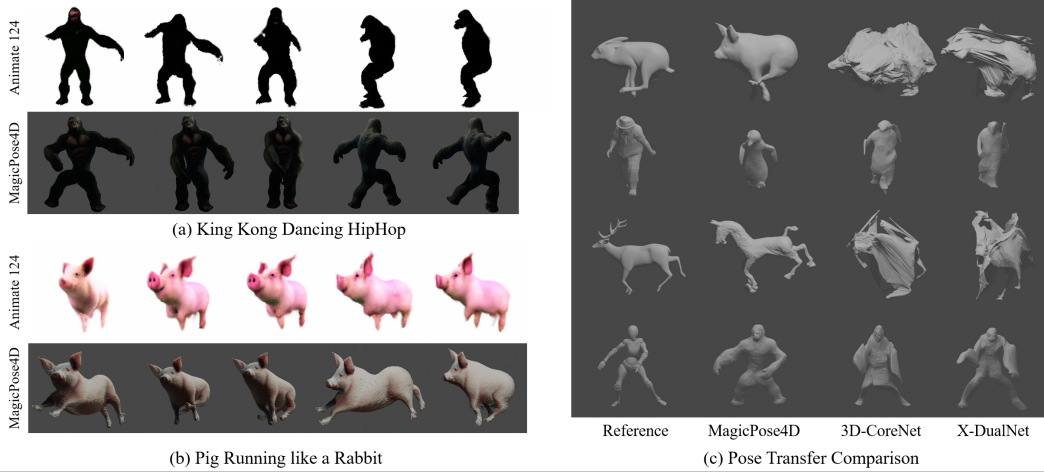 Animate 124
MagicPose4D
(a) King Kong Dancing HipHop
Animate 124
MagicPose4D
(b) Pig Running like a Rabbit
Reference MagicPose4D 3D-CoreNet X-DualNet
(c) Pose Transfer Comparison